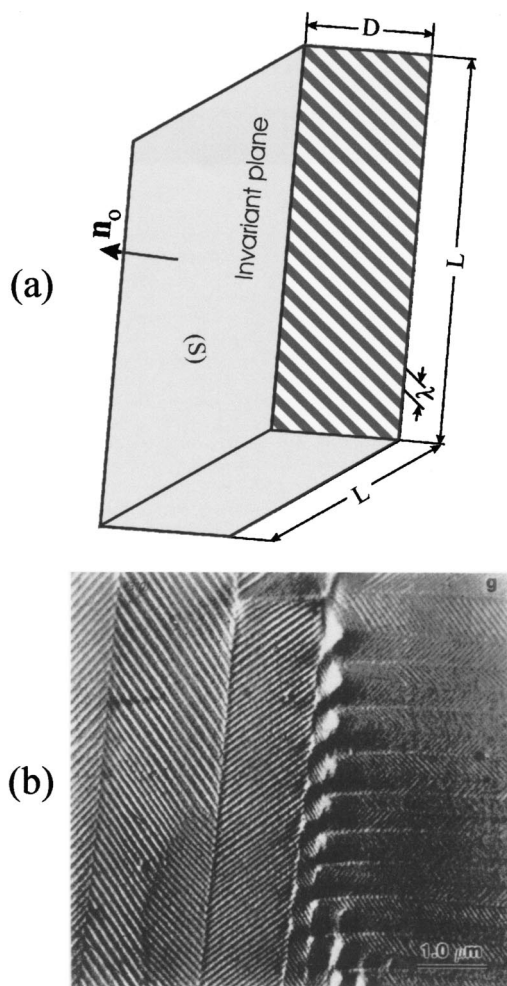 (a)
D
n₀
Invariant plane
(S)
L
λ
L
(b)
g
1.0 μm